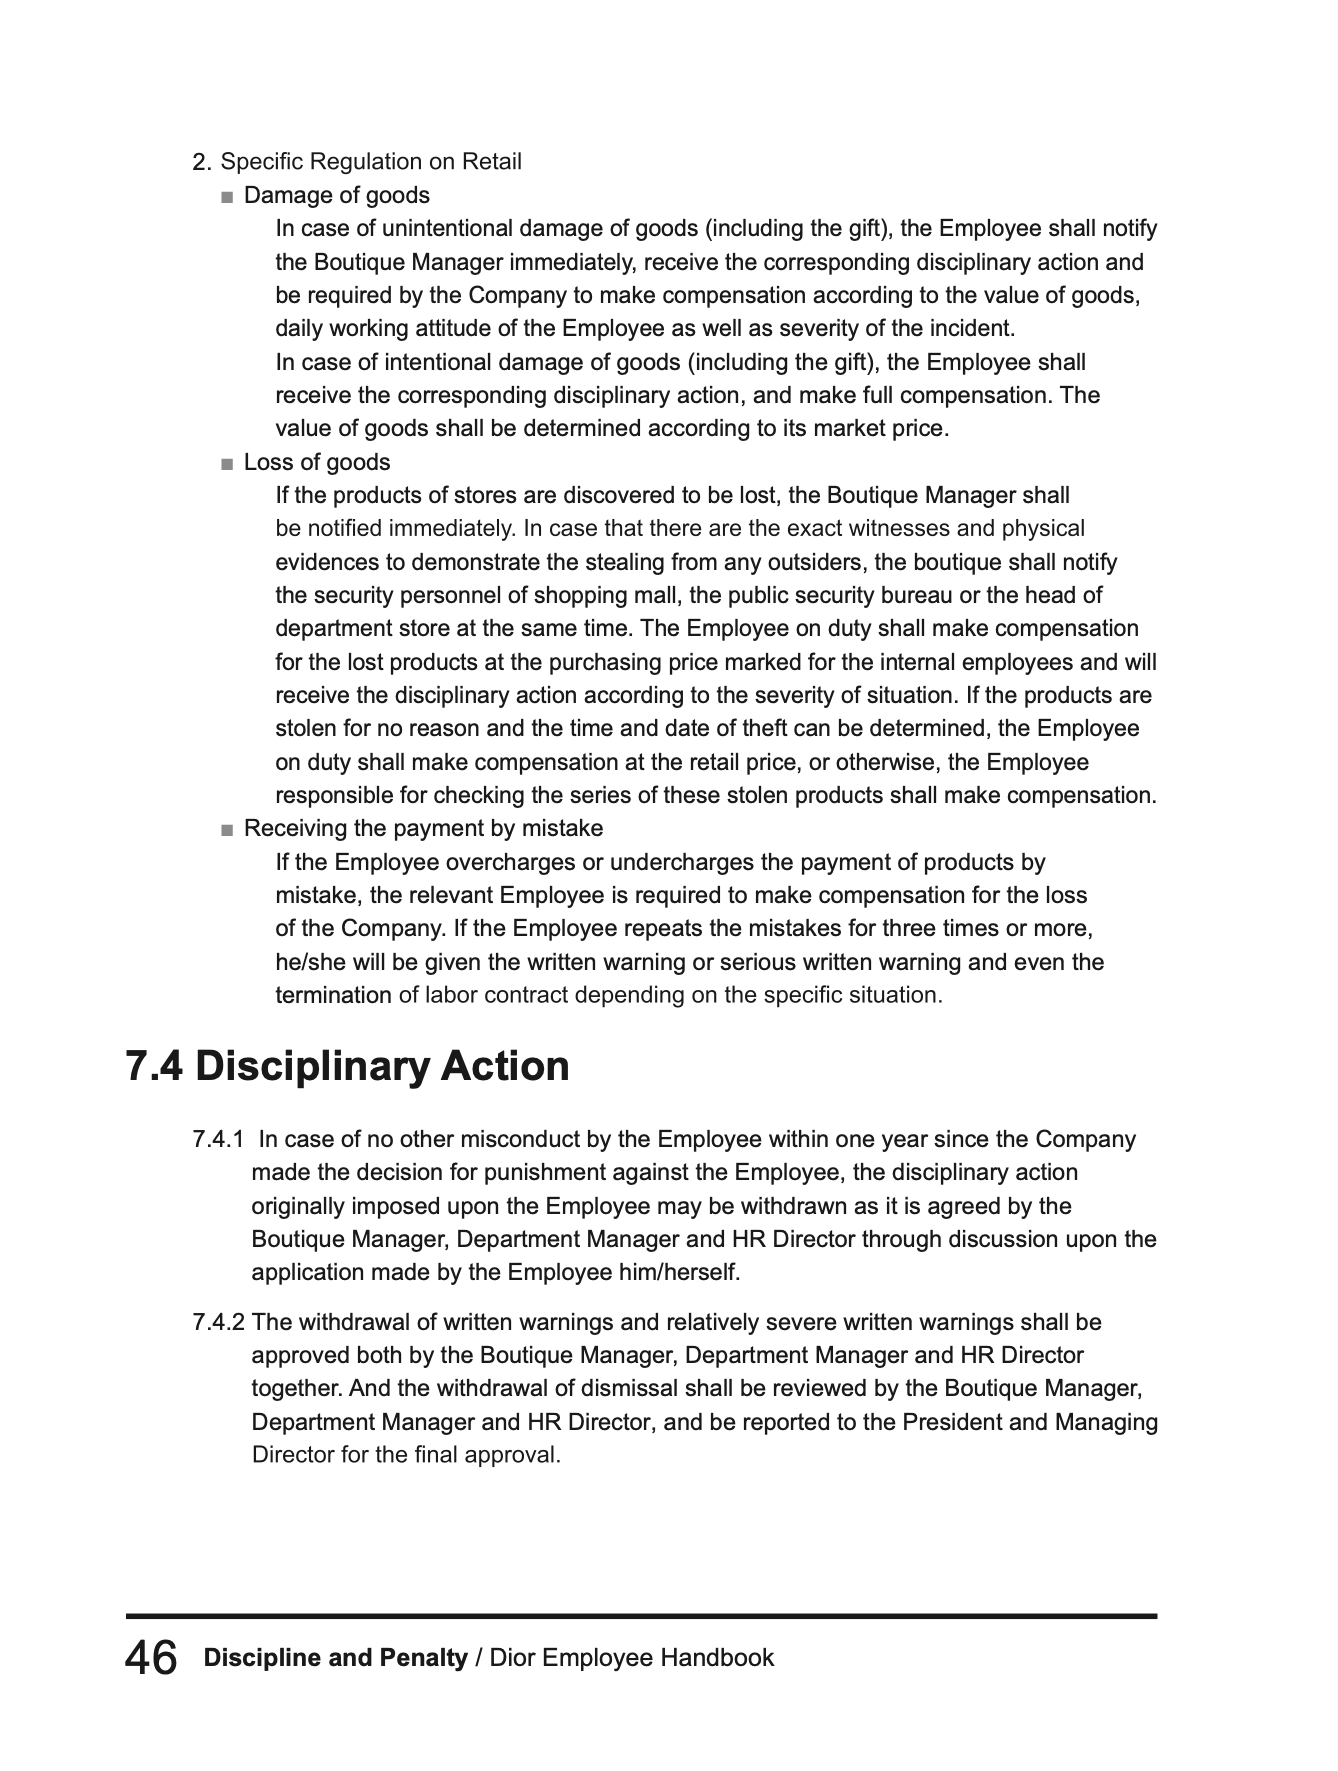 2. Specific Regulation on Retail
■ Damage of goods
In case of unintentional damage of goods (including the gift), the Employee shall notify
the Boutique Manager immediately, receive the corresponding disciplinary action and
be required by the Company to make compensation according to the value of goods,
daily working attitude of the Employee as well as severity of the incident.
In case of intentional damage of goods (including the gift), the Employee shall
receive the corresponding disciplinary action, and make full compensation. The
value of goods shall be determined according to its market price.
■ Loss of goods
If the products of stores are discovered to be lost, the Boutique Manager shall
be notified immediately. In case that there are the exact witnesses and physical
evidences to demonstrate the stealing from any outsiders, the boutique shall notify
the security personnel of shopping mall, the public security bureau or the head of
department store at the same time. The Employee on duty shall make compensation
for the lost products at the purchasing price marked for the internal employees and will
receive the disciplinary action according to the severity of situation. If the products are
stolen for no reason and the time and date of theft can be determined, the Employee
on duty shall make compensation at the retail price, or otherwise, the Employee
responsible for checking the series of these stolen products shall make compensation.
■ Receiving the payment by mistake
If the Employee overcharges or undercharges the payment of products by
mistake, the relevant Employee is required to make compensation for the loss
of the Company. If the Employee repeats the mistakes for three times or more,
he/she will be given the written warning or serious written warning and even the
termination of labor contract depending on the specific situation.
7.4 Disciplinary Action
7.4.1 In case of no other misconduct by the Employee within one year since the Company
made the decision for punishment against the Employee, the disciplinary action
originally imposed upon the Employee may be withdrawn as it is agreed by the
Boutique Manager, Department Manager and HR Director through discussion upon the
application made by the Employee him/herself.
7.4.2 The withdrawal of written warnings and relatively severe written warnings shall be
approved both by the Boutique Manager, Department Manager and HR Director
together. And the withdrawal of dismissal shall be reviewed by the Boutique Manager,
Department Manager and HR Director, and be reported to the President and Managing
Director for the final approval.
46 Discipline and Penalty / Dior Employee Handbook